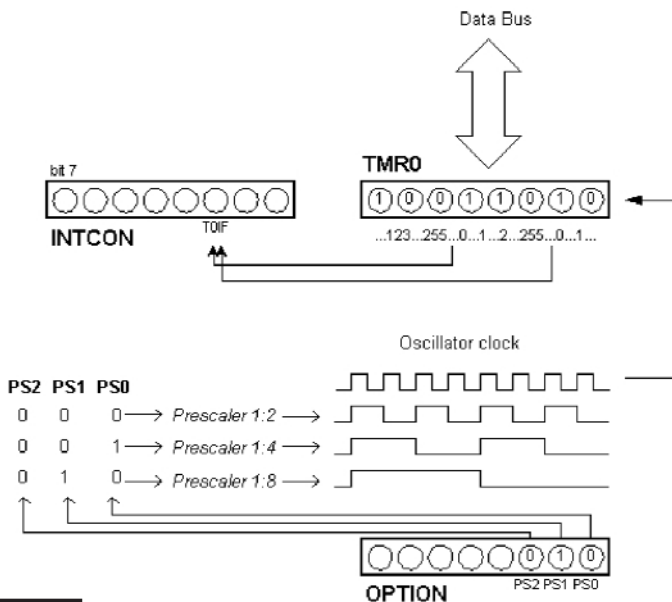 Data Bus
bit 7
TMR0
1 0 0 1 1 0 1 0
INTCON
T0IF
...123...255...0...1...2...255...0...1...
Oscillator clock
PS2 PS1 PS0
0 0 0 Prescaler 1:2
0 0 1 Prescaler 1:4
0 1 0 Prescaler 1:8
0 1 0
OPTION
PS2 PS1 PS0